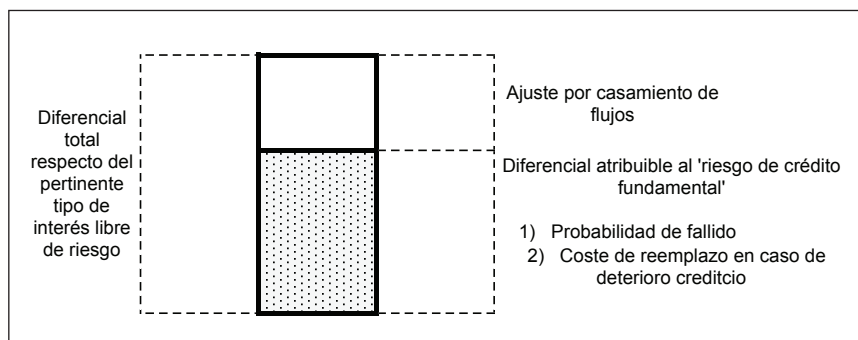 Diferencial
total
respecto del
pertinente
tipo de
interés libre
de riesgo
Ajuste por casamiento de
flujos
Diferencial atribuible al 'riesgo de crédito
fundamental'
1) Probabilidad de fallido
2) Coste de reemplazo en caso de
deterioro creditcio